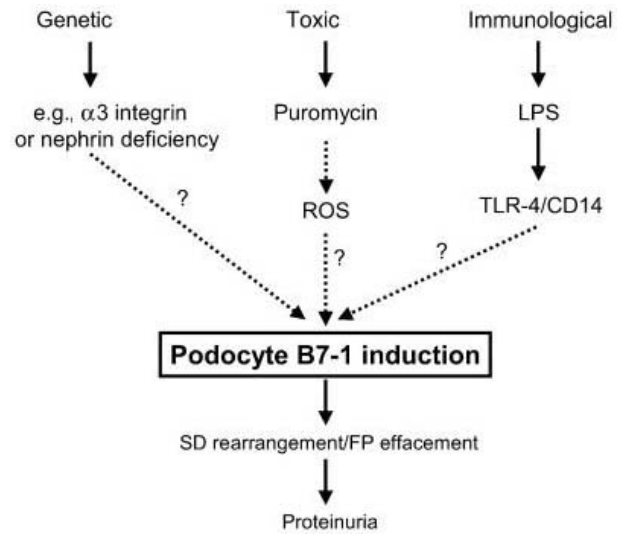 Genetic
Toxic
Immunological
e.g., α3 integrin
or nephrin deficiency
Puromycin
LPS
?
ROS
TLR-4/CD14
?
?
Podocyte B7-1 induction
SD rearrangement/FP effacement
Proteinuria